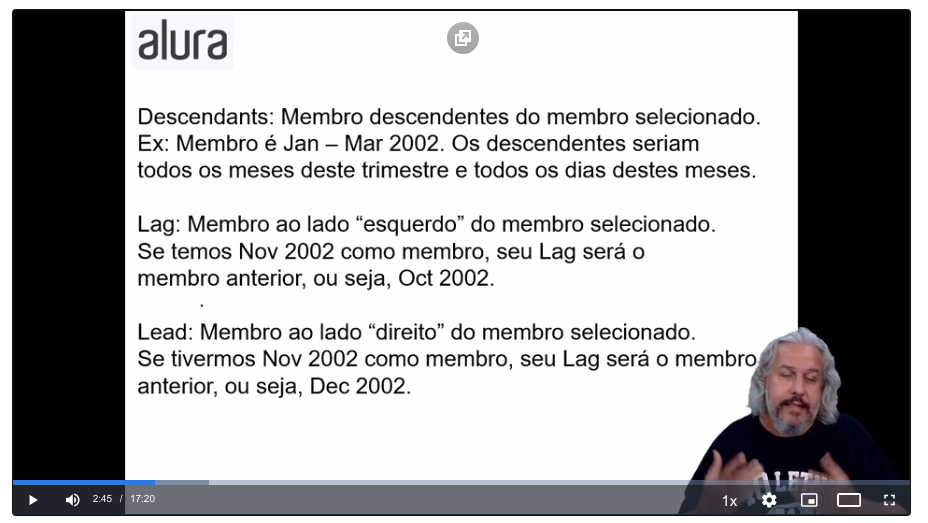 alura
Descendants: Membro descendentes do membro selecionado.
Ex: Membro é Jan – Mar 2002. Os descendentes seriam
todos os meses deste trimestre e todos os dias destes meses.
Lag: Membro ao lado “esquerdo” do membro selecionado.
Se temos Nov 2002 como membro, seu Lag será o
membro anterior, ou seja, Oct 2002.
.
Lead: Membro ao lado “direito” do membro selecionado.
Se tivermos Nov 2002 como membro, seu Lag será o membro
anterior, ou seja, Dec 2002.
2:45 / 17:20 1x